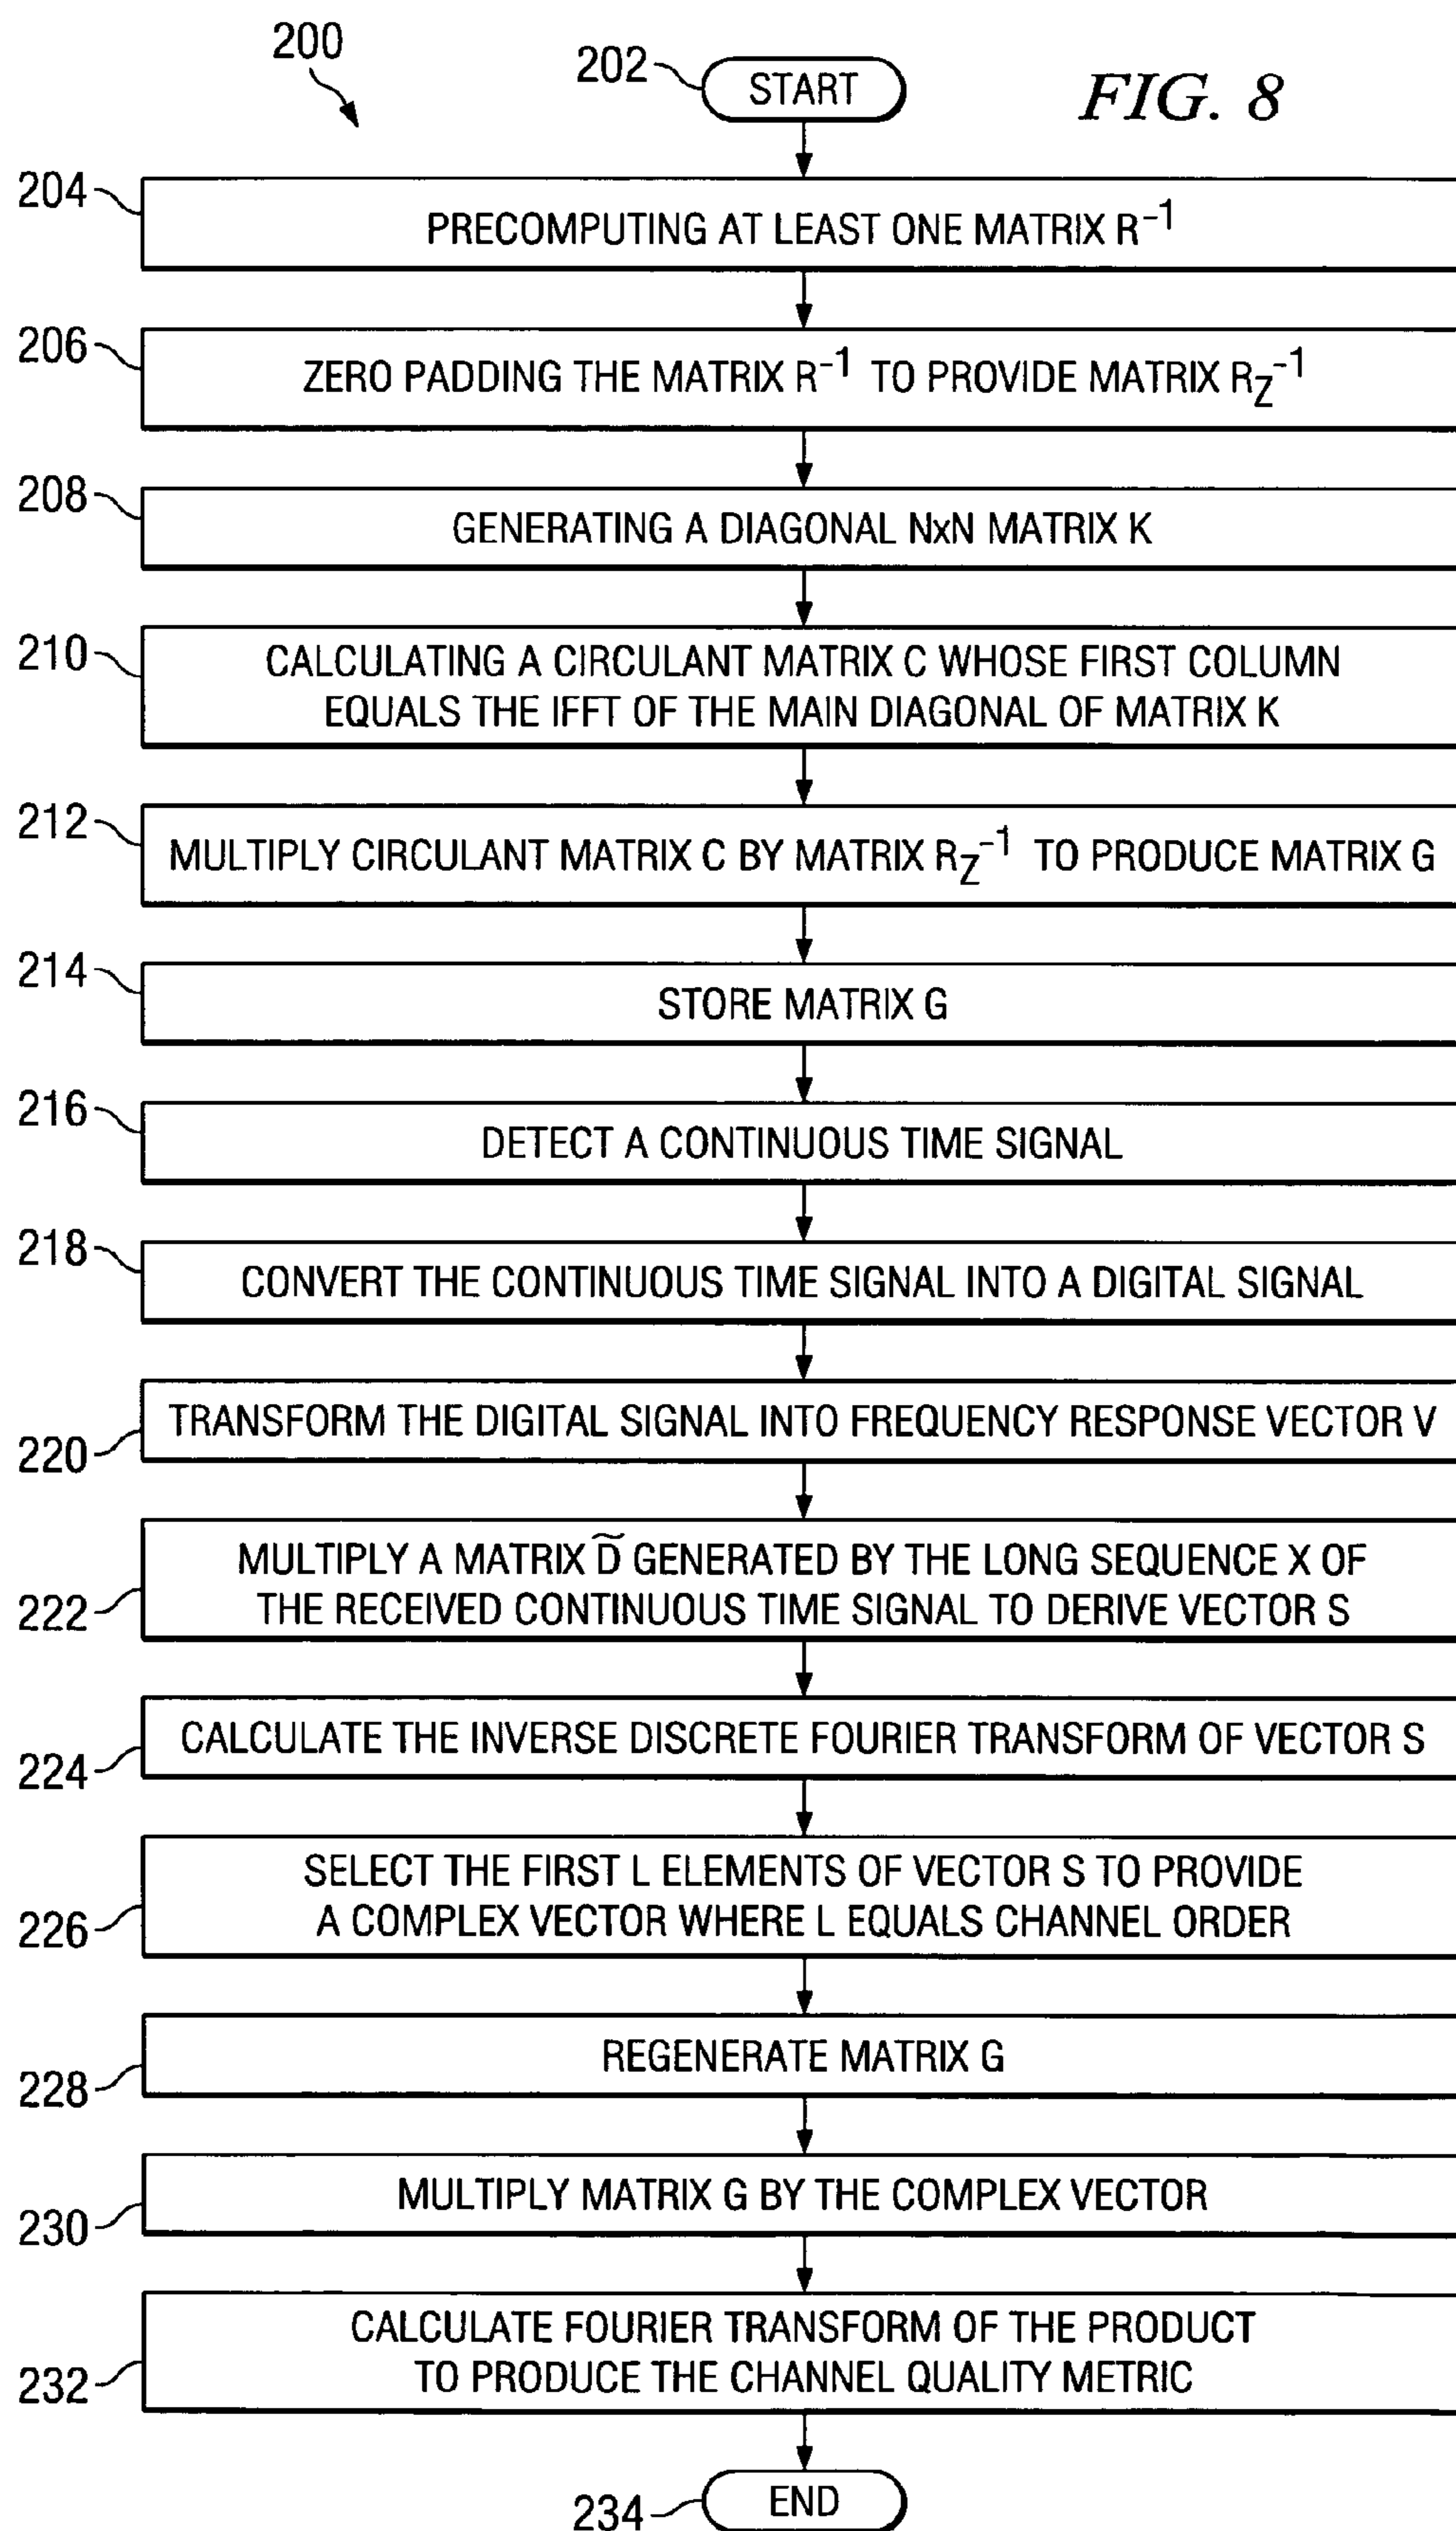 200
202
START
FIG. 8
204
PRECOMPUTING AT LEAST ONE MATRIX R⁻¹
206
ZERO PADDING THE MATRIX R⁻¹ TO PROVIDE MATRIX R_Z⁻¹
208
GENERATING A DIAGONAL NxN MATRIX K
210
CALCULATING A CIRCULANT MATRIX C WHOSE FIRST COLUMN
EQUALS THE IFFT OF THE MAIN DIAGONAL OF MATRIX K
212
MULTIPLY CIRCULANT MATRIX C BY MATRIX R_Z⁻¹ TO PRODUCE MATRIX G
214
STORE MATRIX G
216
DETECT A CONTINUOUS TIME SIGNAL
218
CONVERT THE CONTINUOUS TIME SIGNAL INTO A DIGITAL SIGNAL
220
TRANSFORM THE DIGITAL SIGNAL INTO FREQUENCY RESPONSE VECTOR V
222
MULTIPLY A MATRIX D̃ GENERATED BY THE LONG SEQUENCE X OF
THE RECEIVED CONTINUOUS TIME SIGNAL TO DERIVE VECTOR S
224
CALCULATE THE INVERSE DISCRETE FOURIER TRANSFORM OF VECTOR S
226
SELECT THE FIRST L ELEMENTS OF VECTOR S TO PROVIDE
A COMPLEX VECTOR WHERE L EQUALS CHANNEL ORDER
228
REGENERATE MATRIX G
230
MULTIPLY MATRIX G BY THE COMPLEX VECTOR
232
CALCULATE FOURIER TRANSFORM OF THE PRODUCT
TO PRODUCE THE CHANNEL QUALITY METRIC
234
END